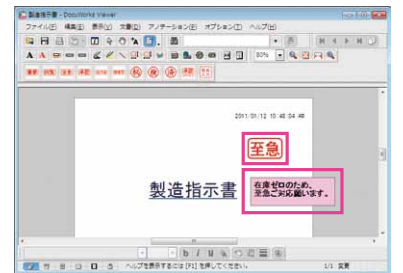 製造指示書 - DocuWorks Viewer
ファイル(F) 編集(E) 表示(V) 文書(D) アノテーション(E) オプション(O) ヘルプ(H)
80%
2011/01/12 10:48
至急
製造指示書
在庫ゼロのため、
至急ご対応願います。
ヘルプを表示するには [F1] を押してください。
1/1 変更